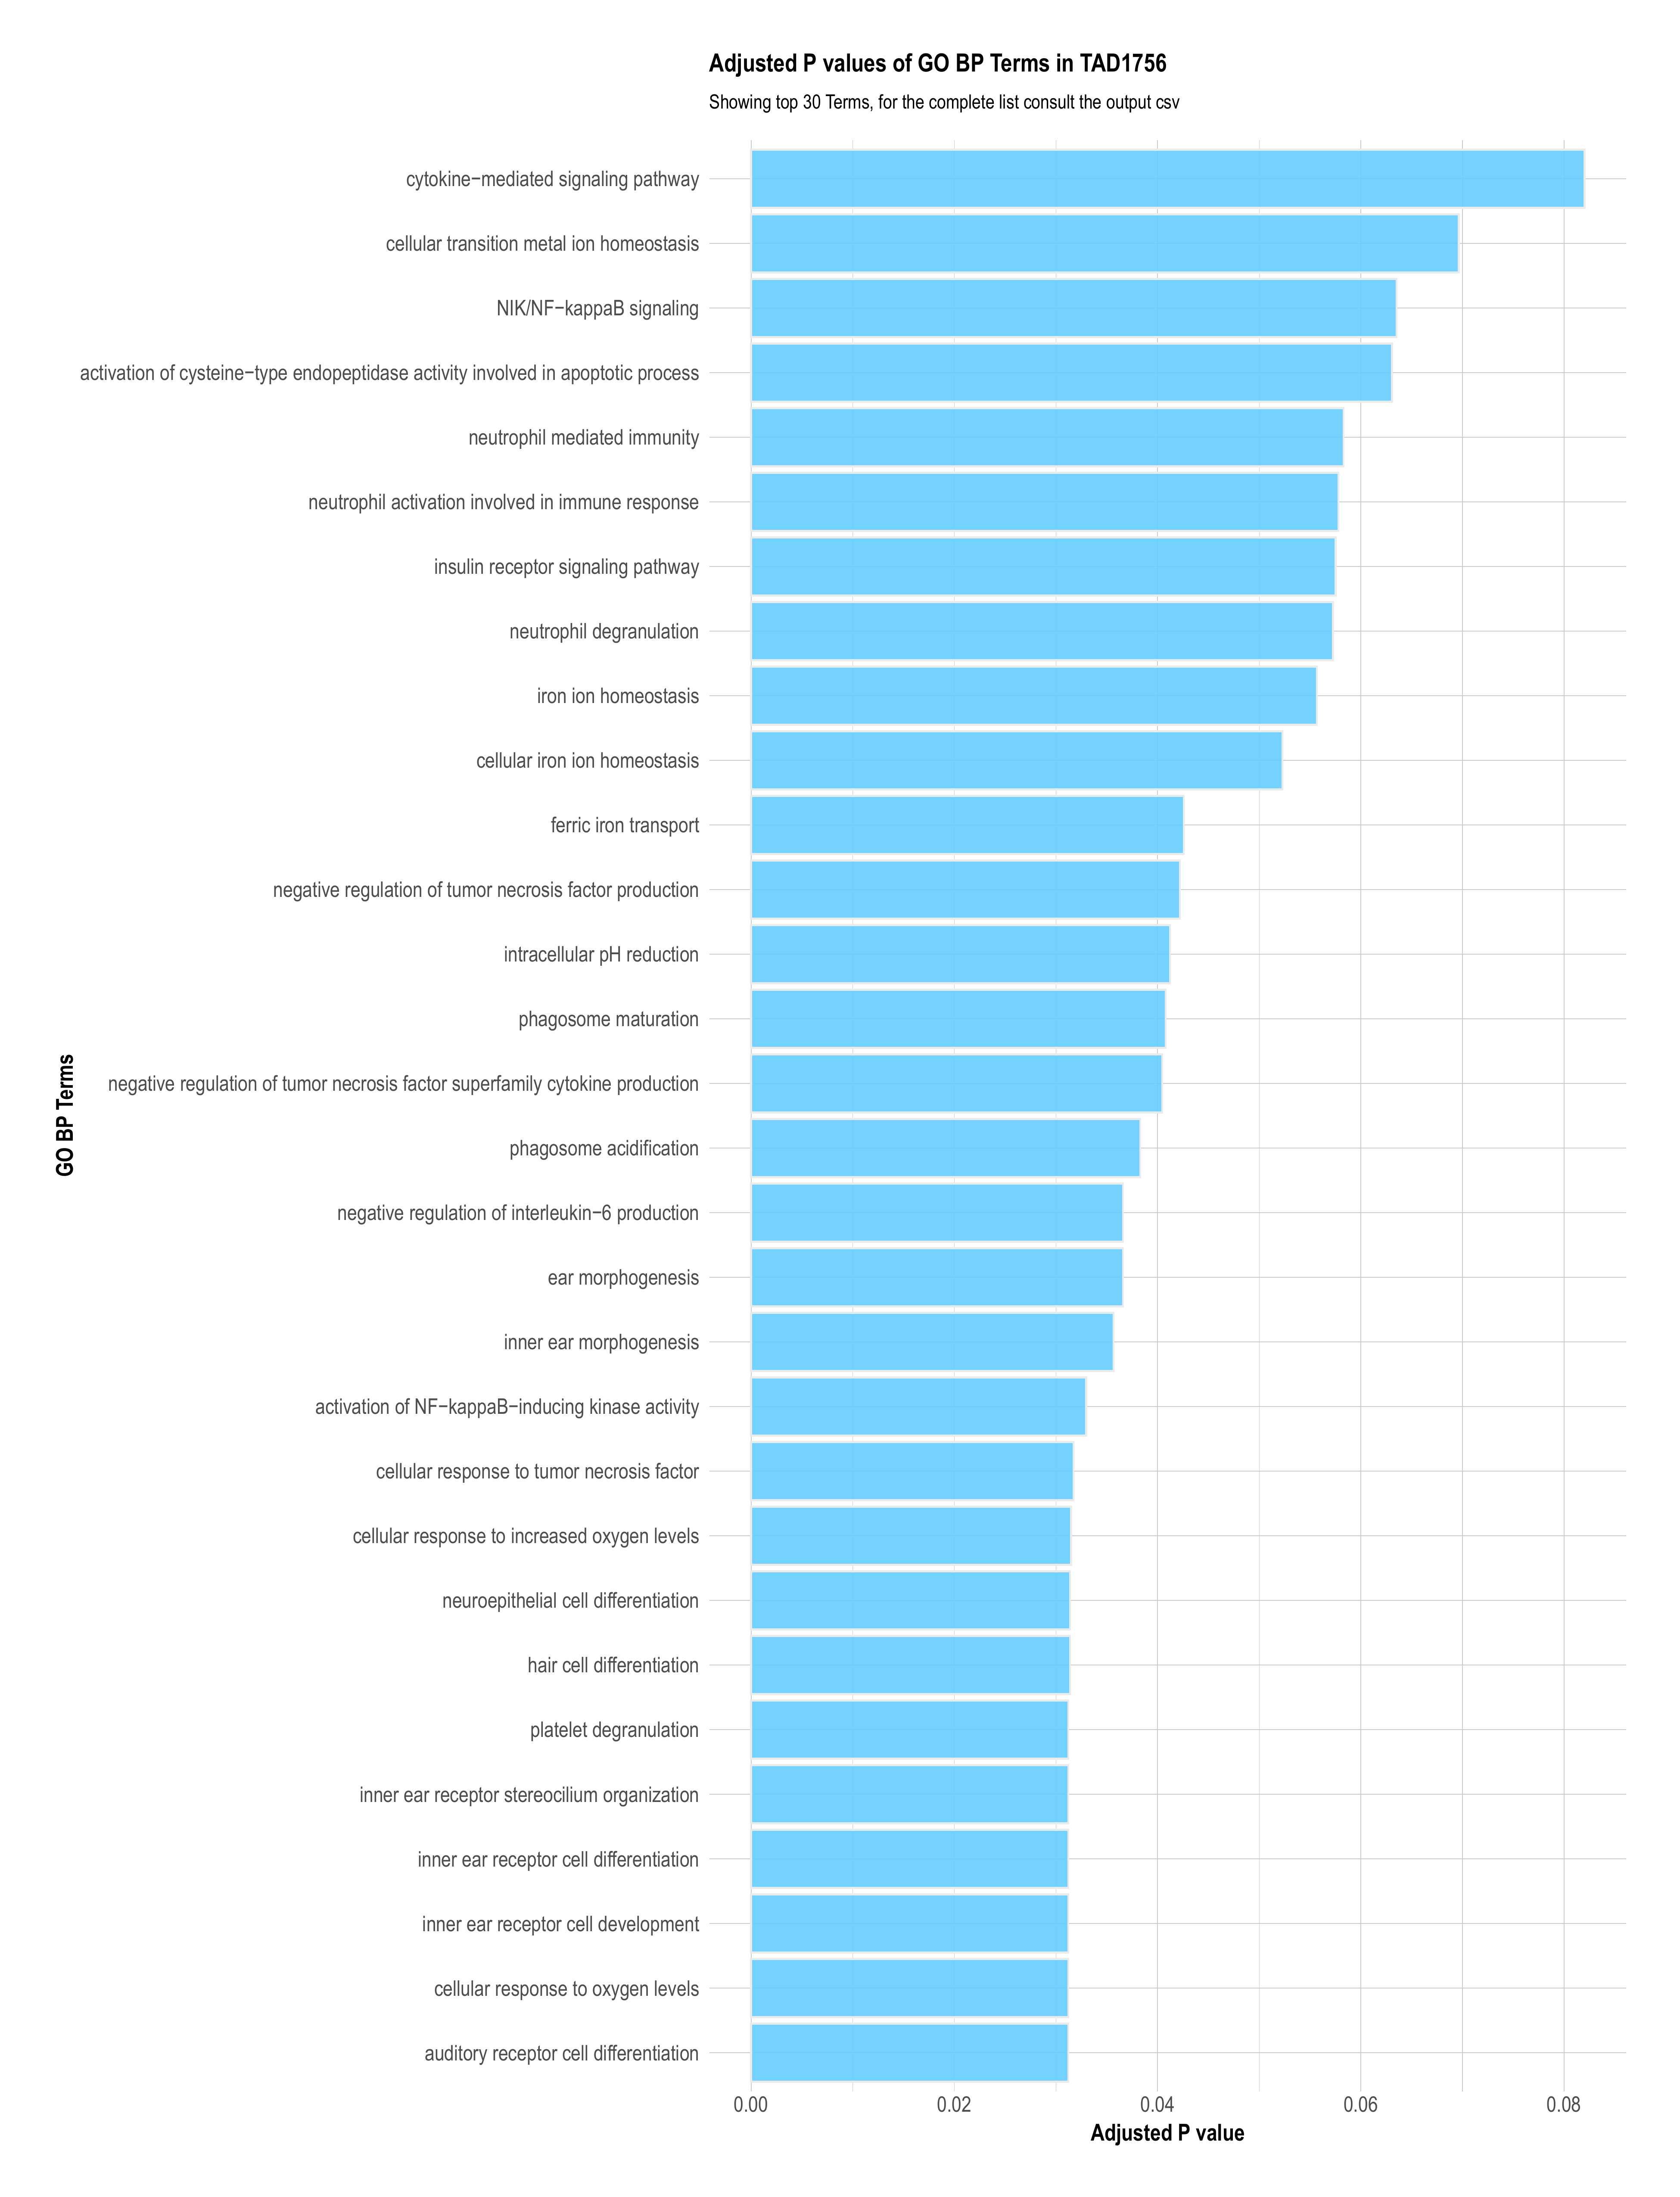 Adjusted P values of GO BP Terms in TAD1756
Showing top 30 Terms, for the complete list consult the output csv
cytokine−mediated signaling pathway
cellular transition metal ion homeostasis
NIK/NF−kappaB signaling
activation of cysteine−type endopeptidase activity involved in apoptotic process
neutrophil mediated immunity
neutrophil activation involved in immune response
insulin receptor signaling pathway
neutrophil degranulation
iron ion homeostasis
cellular iron ion homeostasis
ferric iron transport
negative regulation of tumor necrosis factor production
intracellular pH reduction
phagosome maturation
negative regulation of tumor necrosis factor superfamily cytokine production
phagosome acidification
negative regulation of interleukin−6 production
ear morphogenesis
inner ear morphogenesis
activation of NF−kappaB−inducing kinase activity
cellular response to tumor necrosis factor
cellular response to increased oxygen levels
neuroepithelial cell differentiation
hair cell differentiation
platelet degranulation
inner ear receptor stereocilium organization
inner ear receptor cell differentiation
inner ear receptor cell development
cellular response to oxygen levels
auditory receptor cell differentiation
GO BP Terms
0.00 0.02 0.04 0.06 0.08
Adjusted P value